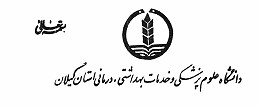 بسمه تعالی
دانشگاه علوم پزشکی و خدمات بهداشتی، درمانی استان گیلان